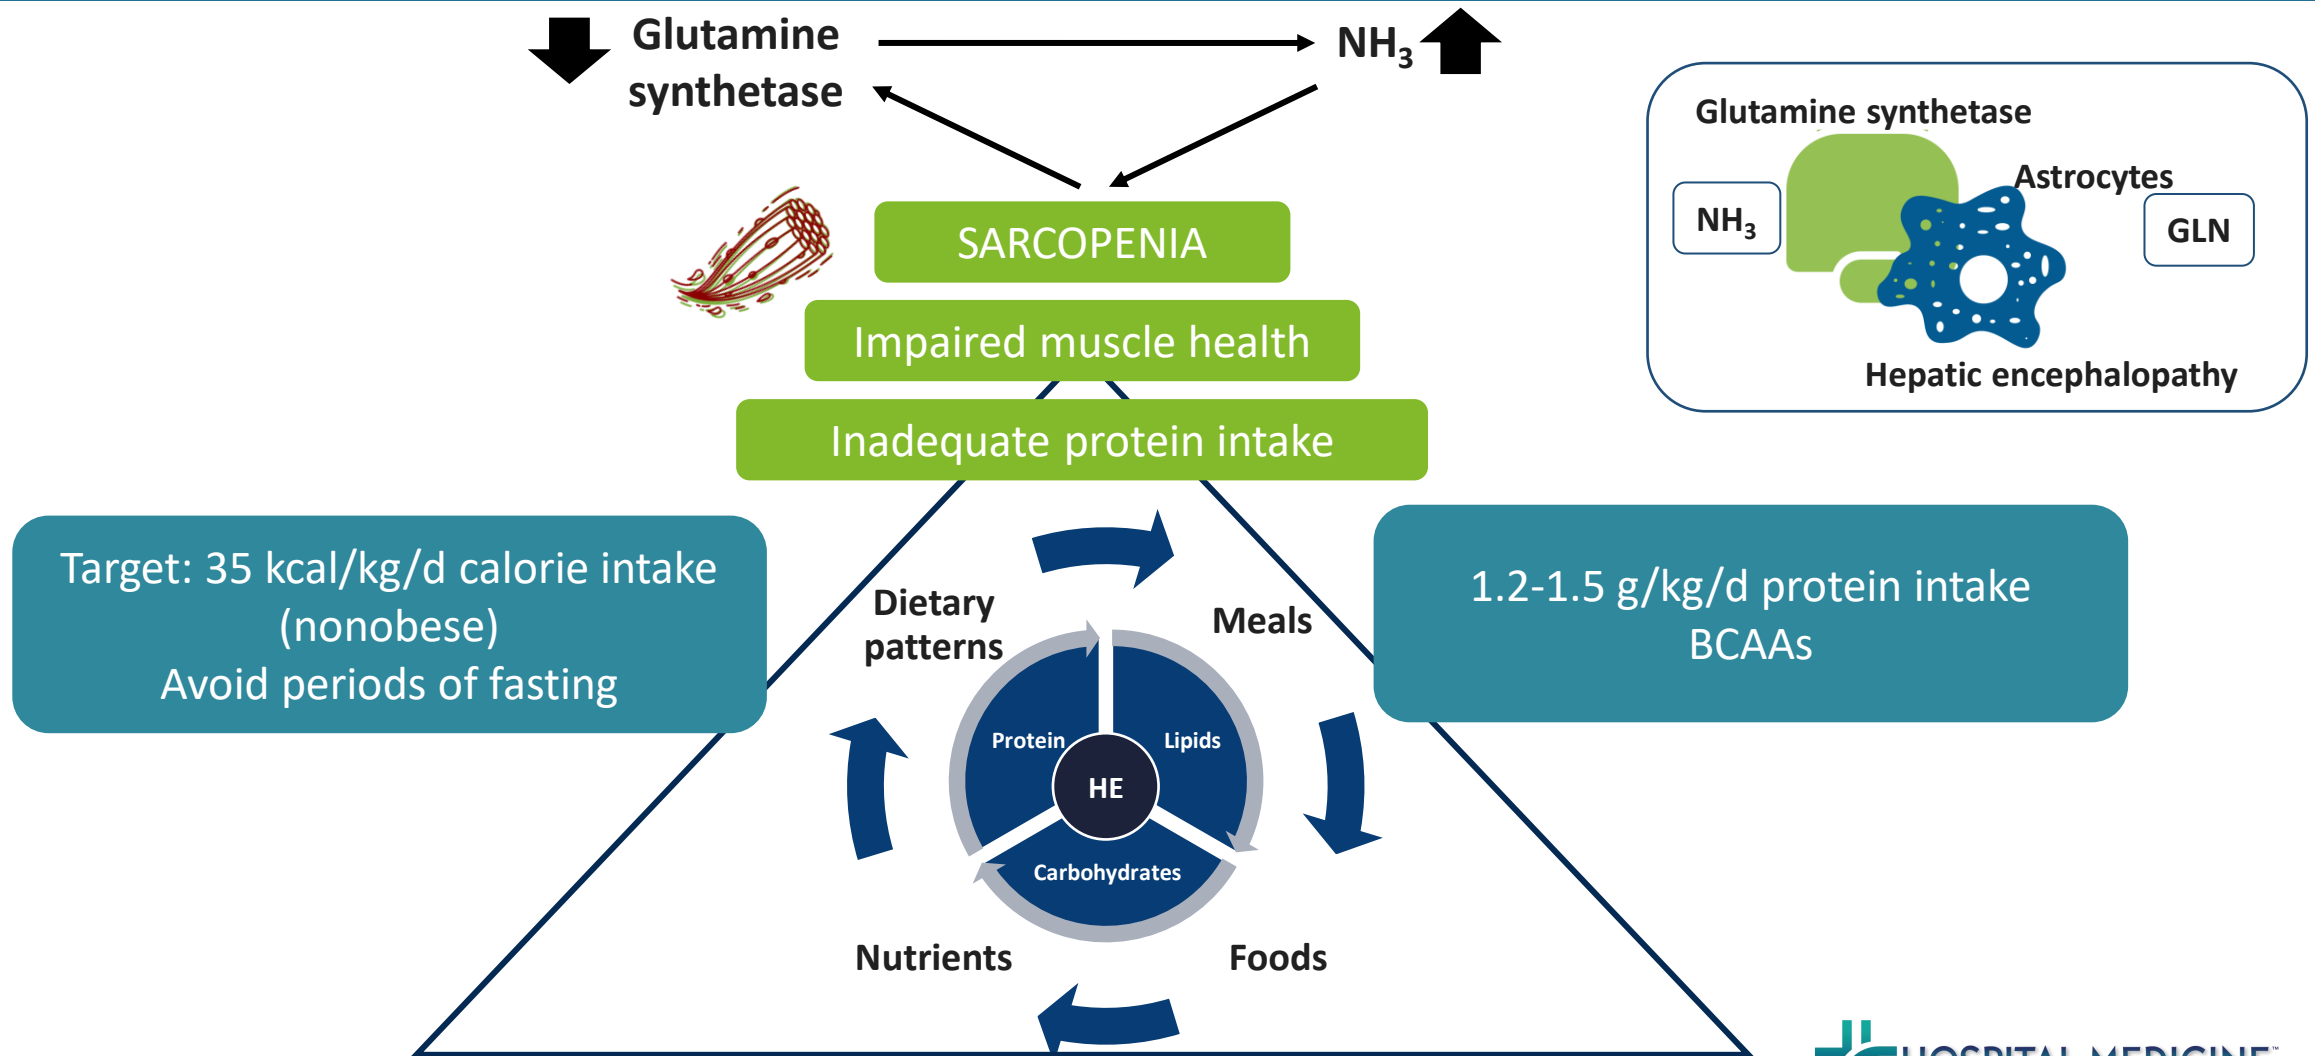 Glutamine
synthetase
NH₃
Glutamine synthetase
Astrocytes
NH₃
GLN
Hepatic encephalopathy
SARCOPENIA
Impaired muscle health
Inadequate protein intake
Target: 35 kcal/kg/d calorie intake
(nonobese)
Avoid periods of fasting
1.2-1.5 g/kg/d protein intake
BCAAs
Dietary
patterns
Meals
Protein
Lipids
HE
Carbohydrates
Nutrients
Foods
HOSPITAL MEDICINE™